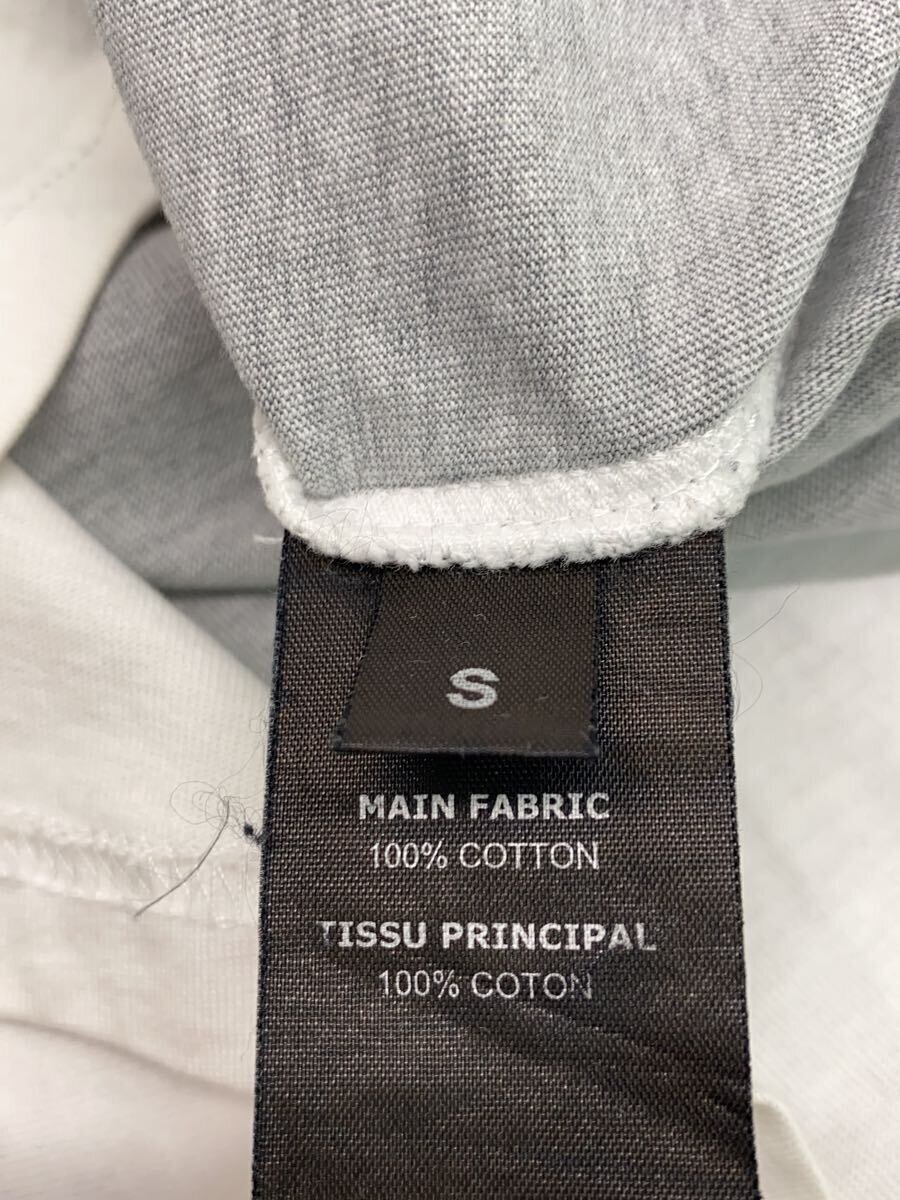 S
MAIN FABRIC
100% COTTON
TISSU PRINCIPAL
100% COTON